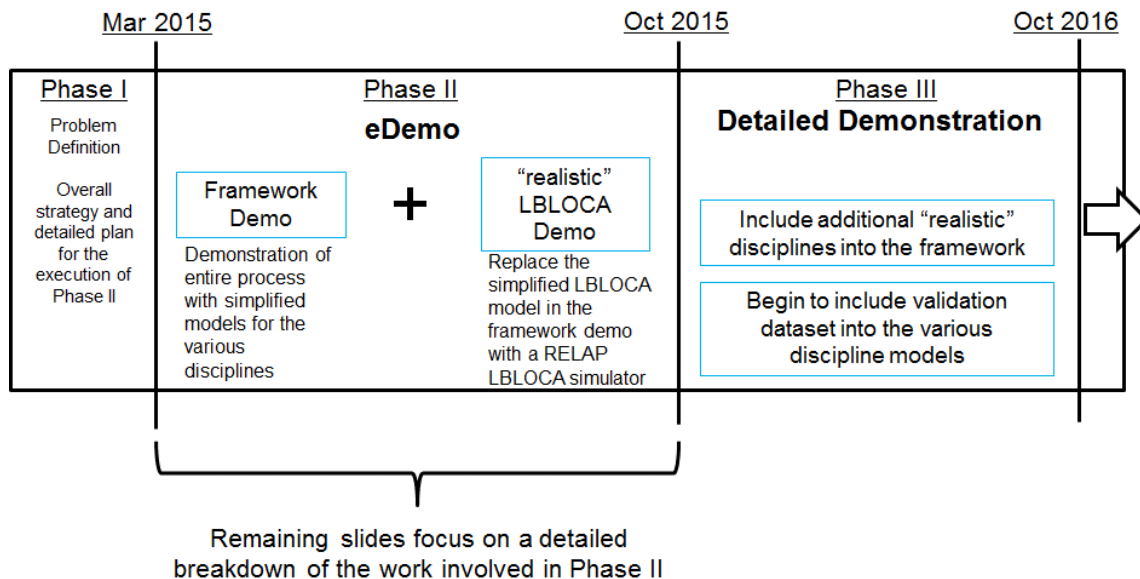 Mar 2015
Oct 2015
Oct 2016
Phase I
Problem
Definition
Overall
strategy and
detailed plan
for the
execution of
Phase II
Phase II
eDemo
Framework
Demo
Demonstration of
entire process
with simplified
models for the
various
disciplines
+
“realistic”
LBLOCA
Demo
Replace the
simplified LBLOCA
model in the
framework demo
with a RELAP
LBLOCA simulator
Phase III
Detailed Demonstration
Include additional “realistic”
disciplines into the framework
Begin to include validation
dataset into the various
discipline models
Remaining slides focus on a detailed
breakdown of the work involved in Phase II